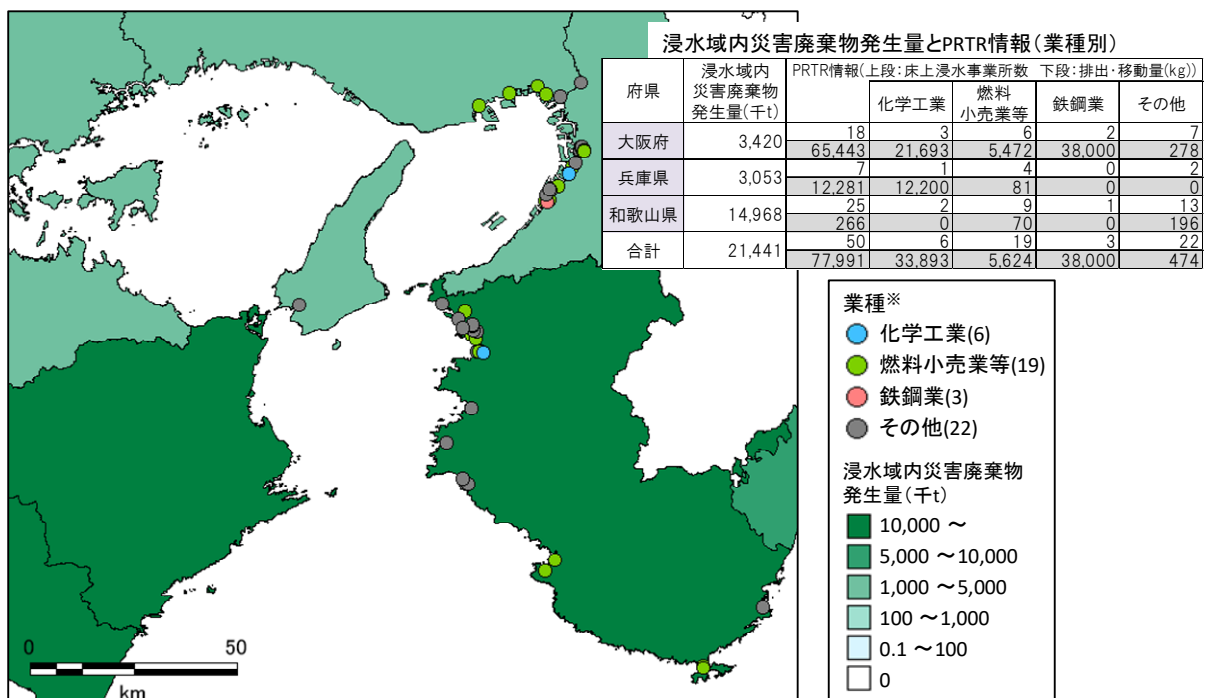 浸水域内災害廃棄物発生量とPRTR情報(業種別)
府県 浸水域内災害廃棄物発生量(千t) PRTR情報(上段:床上浸水事業所数 下段:排出・移動量(kg))
化学工業 燃料小売業等 鉄鋼業 その他
大阪府 3,420 18 3 6 2 7
65,443 21,693 5,472 38,000 278
兵庫県 3,053 7 1 4 0 2
12,281 12,200 81 0 0
和歌山県 14,968 25 2 9 1 13
266 0 70 0 196
合計 21,441 50 6 19 3 22
77,991 33,893 5,624 38,000 474
業種※
化学工業(6)
燃料小売業等(19)
鉄鋼業(3)
その他(22)
浸水域内災害廃棄物
発生量(千t)
10,000 ~
5,000 ~10,000
1,000 ~5,000
100 ~1,000
0.1 ~100
0
0 50
km